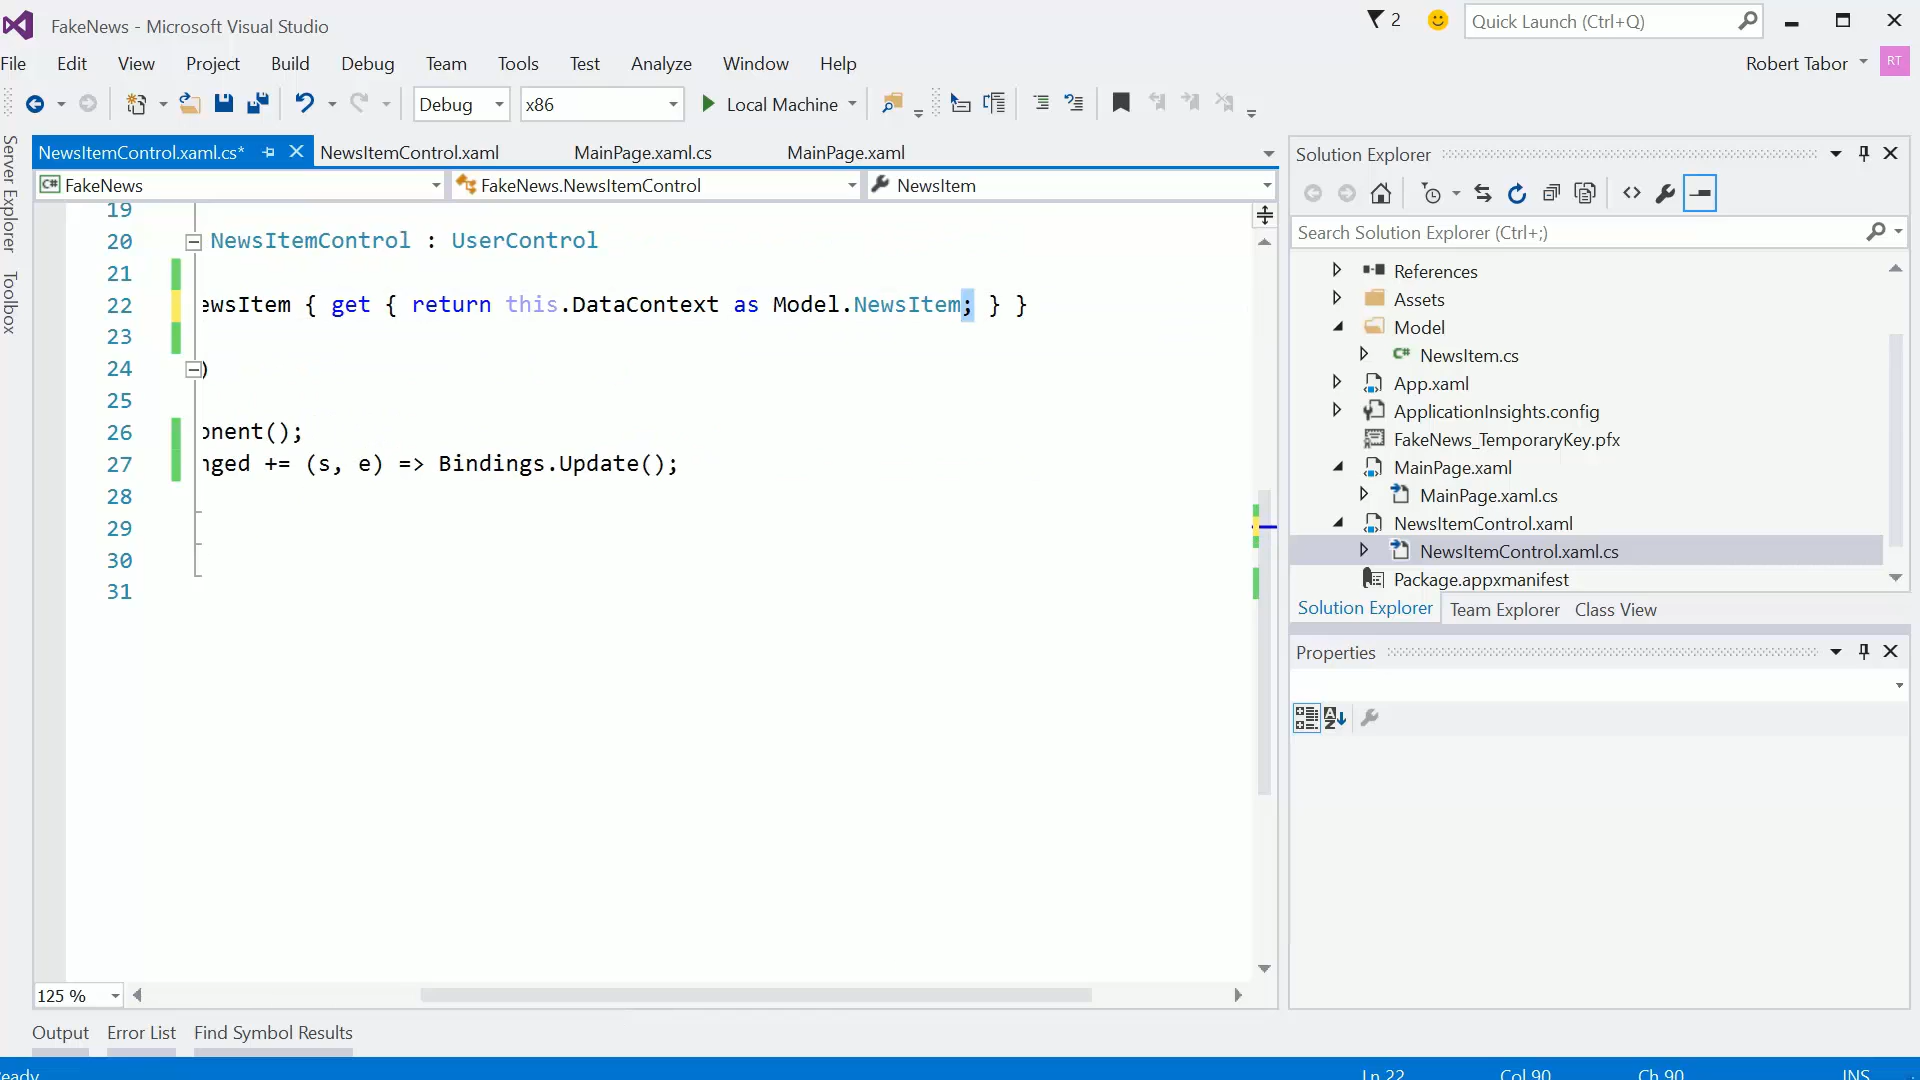 FakeNews - Microsoft Visual Studio
2
Quick Launch (Ctrl+Q)
File Edit View Project Build Debug Team Tools Test Analyze Window Help
Robert Tabor
RT
Debug x86 Local Machine
Server Explorer
Toolbox
NewsItemControl.xaml.cs* NewsItemControl.xaml MainPage.xaml.cs MainPage.xaml
C# FakeNews FakeNews.NewsItemControl NewsItem
19
20 NewsItemControl : UserControl
21
22 ewsItem { get { return this.DataContext as Model.NewsItem; } }
23
24 )
25
26 onent();
27 nged += (s, e) => Bindings.Update();
28
29
30
31
125 %
Output Error List Find Symbol Results
Solution Explorer
Search Solution Explorer (Ctrl+;)
References
Assets
Model
C# NewsItem.cs
App.xaml
ApplicationInsights.config
FakeNews_TemporaryKey.pfx
MainPage.xaml
MainPage.xaml.cs
NewsItemControl.xaml
NewsItemControl.xaml.cs
Package.appxmanifest
Solution Explorer Team Explorer Class View
Properties
eady Ln 22 Col 90 Ch 90 INS